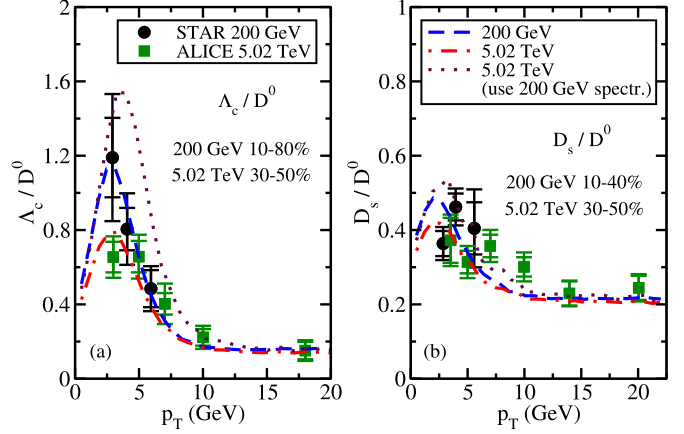 STAR 200 GeV
ALICE 5.02 TeV
Λc / D⁰
200 GeV 10-80%
5.02 TeV 30-50%
(a)
Λc / D⁰
2
1.6
1.2
0.8
0.4
0
0 5 10 15 20
pT (GeV)
200 GeV
5.02 TeV
5.02 TeV
(use 200 GeV spectr.)
Ds / D⁰
200 GeV 10-40%
5.02 TeV 30-50%
(b)
Ds / D⁰
1
0.8
0.6
0.4
0.2
0
0 5 10 15 20
pT (GeV)